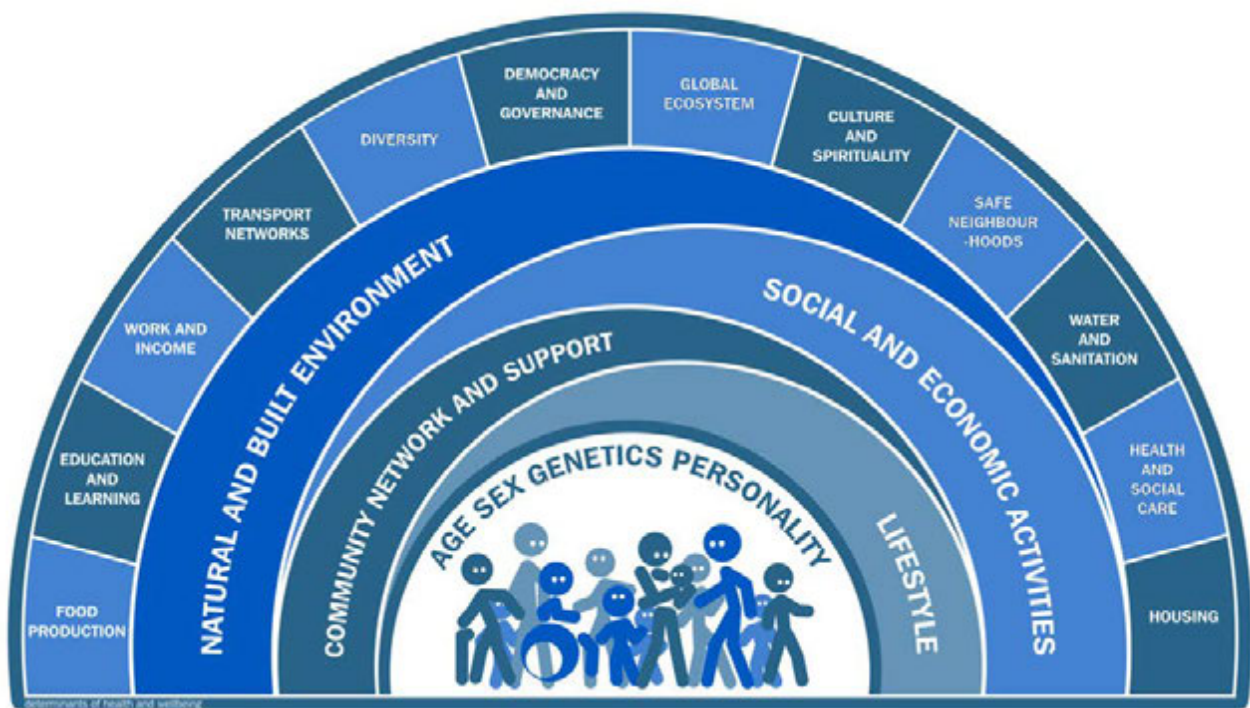 FOOD
PRODUCTION
EDUCATION
AND
LEARNING
WORK AND
INCOME
TRANSPORT
NETWORKS
DIVERSITY
DEMOCRACY
AND
GOVERNANCE
GLOBAL
ECOSYSTEM
CULTURE
AND
SPIRITUALITY
SAFE
NEIGHBOUR
-HOODS
WATER
AND
SANITATION
HEALTH
AND
SOCIAL
CARE
HOUSING
NATURAL AND BUILT ENVIRONMENT
SOCIAL AND ECONOMIC ACTIVITIES
COMMUNITY NETWORK AND SUPPORT
LIFESTYLE
AGE SEX GENETICS PERSONALITY
determinants of health and wellbeing